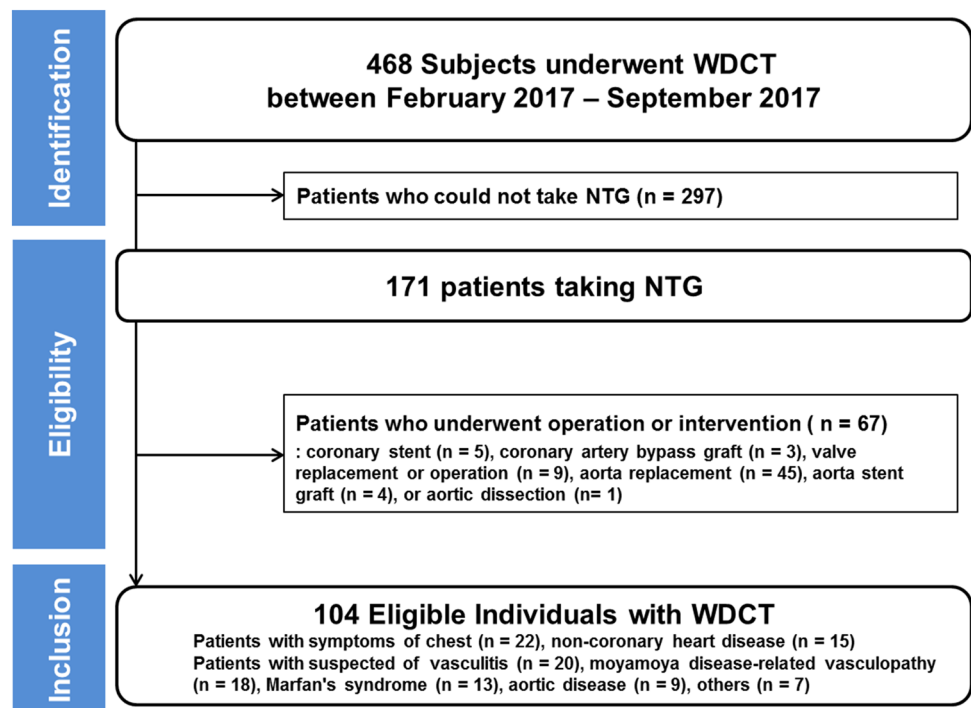 Identification
468 Subjects underwent WDCT
between February 2017 – September 2017
Patients who could not take NTG (n = 297)
Eligibility
171 patients taking NTG
Patients who underwent operation or intervention ( n = 67)
: coronary stent (n = 5), coronary artery bypass graft (n = 3), valve
replacement or operation (n = 9), aorta replacement (n = 45), aorta stent
graft (n = 4), or aortic dissection (n= 1)
Inclusion
104 Eligible Individuals with WDCT
Patients with symptoms of chest (n = 22), non-coronary heart disease (n = 15)
Patients with suspected of vasculitis (n = 20), moyamoya disease-related vasculopathy
(n = 18), Marfan's syndrome (n = 13), aortic disease (n = 9), others (n = 7)